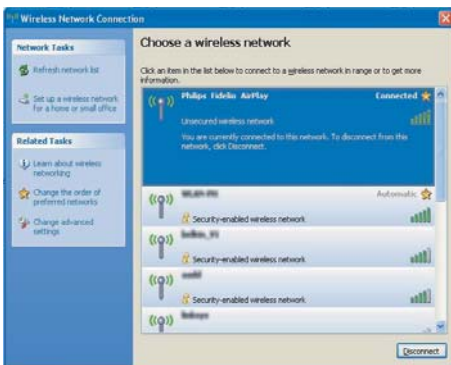 Wireless Network Connection
Network Tasks
Refresh network list
Set up a wireless network
for a home or small office
Related Tasks
Learn about wireless
networking
Change the order of
preferred networks
Change advanced
settings
Choose a wireless network
Click an item in the list below to connect to a wireless network in range or to get more
information.
Philips Fidelio AirPlay
Connected
Unsecured wireless network
You are currently connected to this network. To disconnect from this
network, click Disconnect.
Automatic
Security-enabled wireless network
Security-enabled wireless network
Security-enabled wireless network
Disconnect